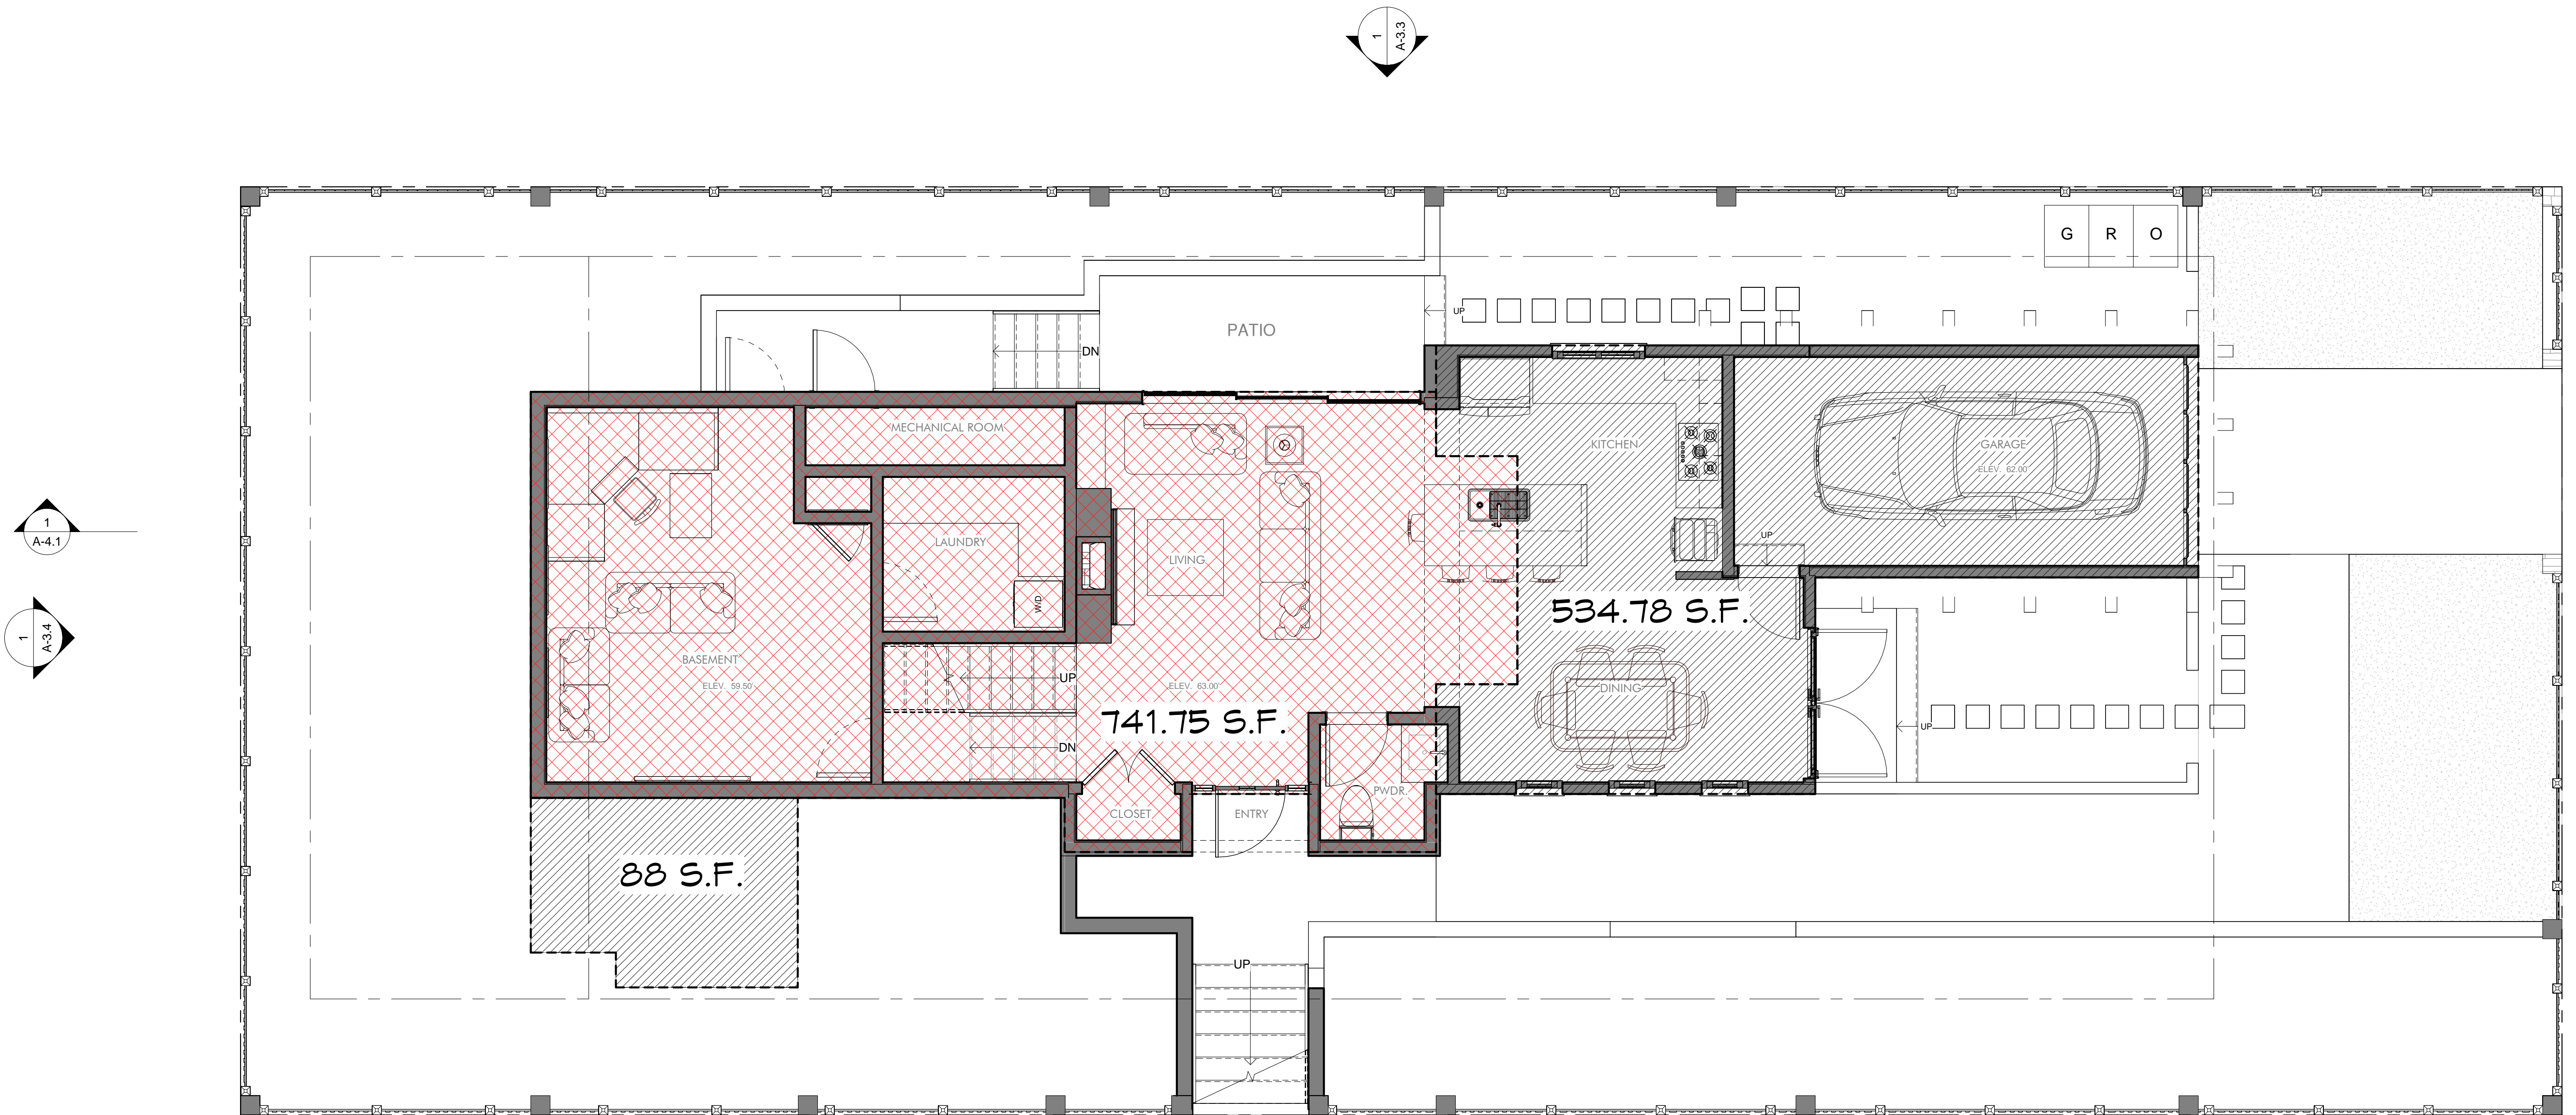 1
A-3.3
G R O
UP
PATIO
DN
MECHANICAL ROOM
KITCHEN
GARAGE
ELEV. 62.00
1
A-4.1
LAUNDRY
UP
LIVING
W/D
534.78 S.F.
1
A-3.4
BASEMENT
UP
ELEV. 59.50'
ELEV. 63.00'
DINING
741.75 S.F.
UP
DN
PWDR.
CLOSET
ENTRY
88 S.F.
UP